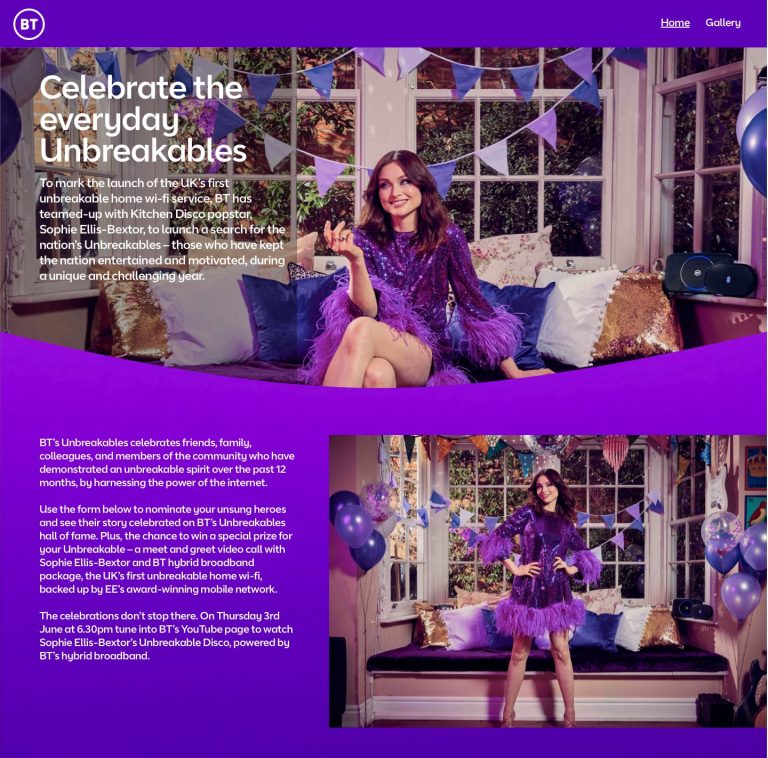 BT
Home
Gallery
Celebrate the
everyday
Unbreakables
To mark the launch of the UK's first
unbreakable home wi-fi service, BT has
teamed-up with Kitchen Disco popstar,
Sophie Ellis-Bextor, to launch a search for the
nation's Unbreakables – those who have kept
the nation entertained and motivated, during
a unique and challenging year.
BT's Unbreakables celebrates friends, family,
colleagues, and members of the community who have
demonstrated an unbreakable spirit over the past 12
months, by harnessing the power of the internet.
Use the form below to nominate your unsung heroes
and see their story celebrated on BT's Unbreakables
hall of fame. Plus, the chance to win a special prize for
your Unbreakable – a meet and greet video call with
Sophie Ellis-Bextor and BT hybrid broadband
package, the UK's first unbreakable home wi-fi,
backed up by EE's award-winning mobile network.
The celebrations don't stop there. On Thursday 3rd
June at 6.30pm tune into BT's YouTube page to watch
Sophie Ellis-Bextor's Unbreakable Disco, powered by
BT's hybrid broadband.